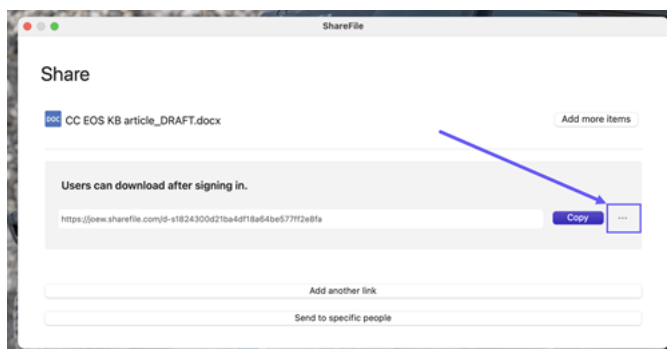 ShareFile
Share
DOC CC EOS KB article_DRAFT.docx Add more items
Users can download after signing in.
https://joew.sharefile.com/d-s1824300d21ba4df18a64be577ff2e8fa Copy ...
Add another link
Send to specific people